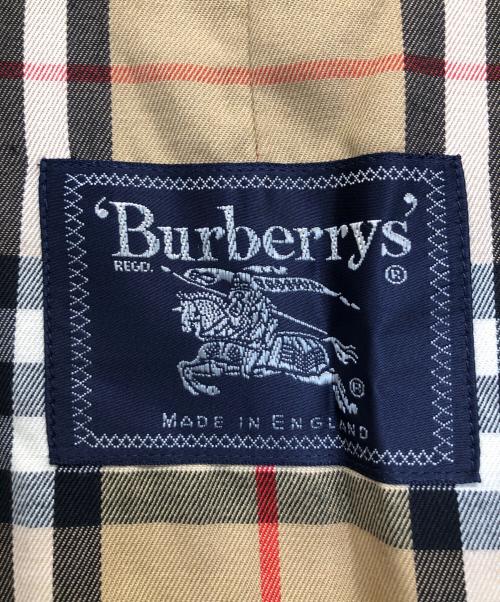 ‘Burberrys’
REGD. ®
®
MADE IN ENGLAND